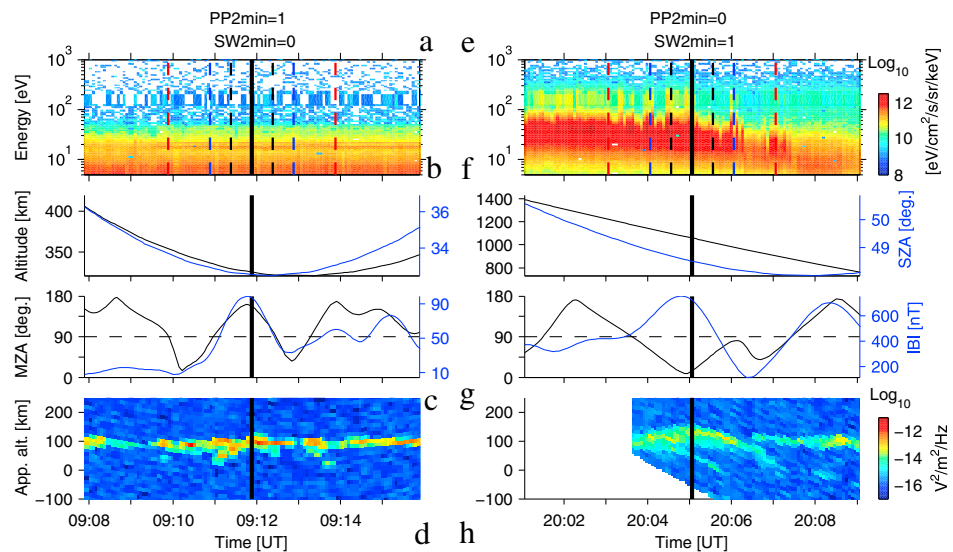 PP2min=1
SW2min=0
a
e
PP2min=0
SW2min=1
10³
10²
10¹
Energy [eV]
b
10³
10²
10¹
f
Log₁₀
12
10
8
[eV/cm²/s/sr/keV]
400
350
Altitude [km]
36
34
32
1400
1200
1000
800
50
49
48
SZA [deg.]
180
90
0
MZA [deg.]
90
50
10
c
180
90
0
600
400
200
IBI [nT]
g
200
100
0
−100
App. alt. [km]
09:08
09:10
09:12
09:14
Time [UT]
d
200
100
0
−100
20:02
20:04
20:06
20:08
Time [UT]
h
Log₁₀
−12
−14
−16
V²/m²/Hz